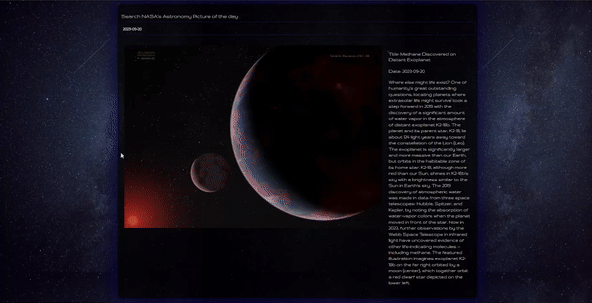 Search NASA's Astronomy Picture of the day
2023-09-20
Title: Methane Discovered on
Distant Exoplanet
Date: 2023-09-20
Where else might life exist? One of
humanity's great outstanding
questions, locating planets where
extrasolar life might survive took a
step forward in 2019 with the
discovery of a significant amount
of water vapor in the atmosphere
of distant exoplanet K2-18b. The
planet and its parent star, K2-18, lie
about 124 light years away toward
the constellation of the Lion (Leo).
The exoplanet is significantly larger
and more massive than our Earth,
but orbits in the habitable zone of
its home star. K2-18, although more
red than our Sun, shines in K2-18b's
sky with a brightness similar to the
Sun in Earth's sky. The 2019
discovery of atmospheric water
was made in data from three space
telescopes: Hubble, Spitzer, and
Kepler, by noting the absorption of
water-vapor colors when the planet
moved in front of the star. Now in
2023, further observations by the
Webb Space Telescope in infrared
light have uncovered evidence of
other life-indicating molecules --
including methane. The featured
illustration imagines exoplanet K2-
18b on the far right orbited by a
moon (center), which together orbit
a red dwarf star depicted on the
lower left.